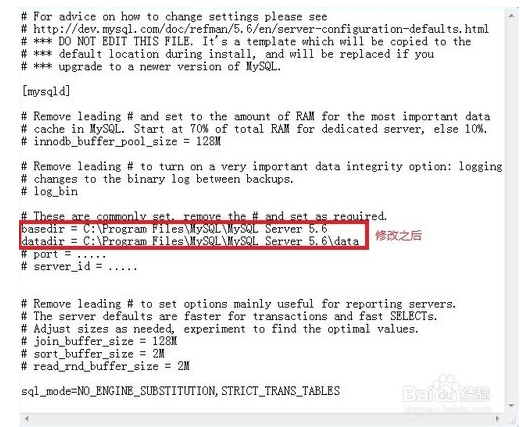 # For advice on how to change settings please see
# http://dev.mysql.com/doc/refman/5.6/en/server-configuration-defaults.html
# *** DO NOT EDIT THIS FILE. It's a template which will be copied to the
# *** default location during install, and will be replaced if you
# *** upgrade to a newer version of MySQL.
[mysqld]
# Remove leading # and set to the amount of RAM for the most important data
# cache in MySQL. Start at 70% of total RAM for dedicated server, else 10%.
# innodb_buffer_pool_size = 128M
# Remove leading # to turn on a very important data integrity option: logging
# changes to the binary log between backups.
# log_bin
# These are commonly set, remove the # and set as required.
basedir = C:\Program Files\MySQL\MySQL Server 5.6
datadir = C:\Program Files\MySQL\MySQL Server 5.6\data
修改之后
# port = .....
# server_id = .....
# Remove leading # to set options mainly useful for reporting servers.
# The server defaults are faster for transactions and fast SELECTs.
# Adjust sizes as needed, experiment to find the optimal values.
# join_buffer_size = 128M
# sort_buffer_size = 2M
# read_rnd_buffer_size = 2M
sql_mode=NO_ENGINE_SUBSTITUTION,STRICT_TRANS_TABLES
Baidu经验